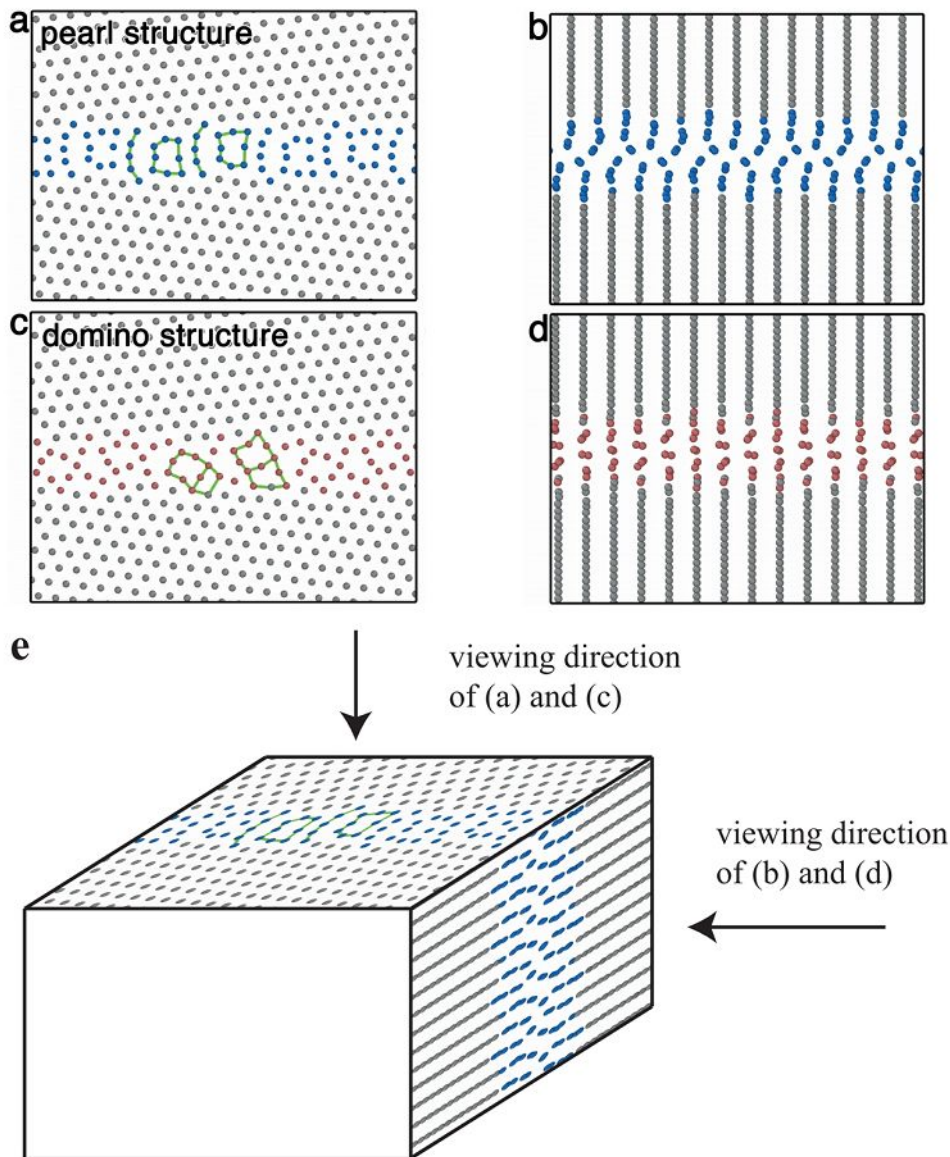 a
pearl structure
b
c
domino structure
d
e
viewing direction
of (a) and (c)
viewing direction
of (b) and (d)